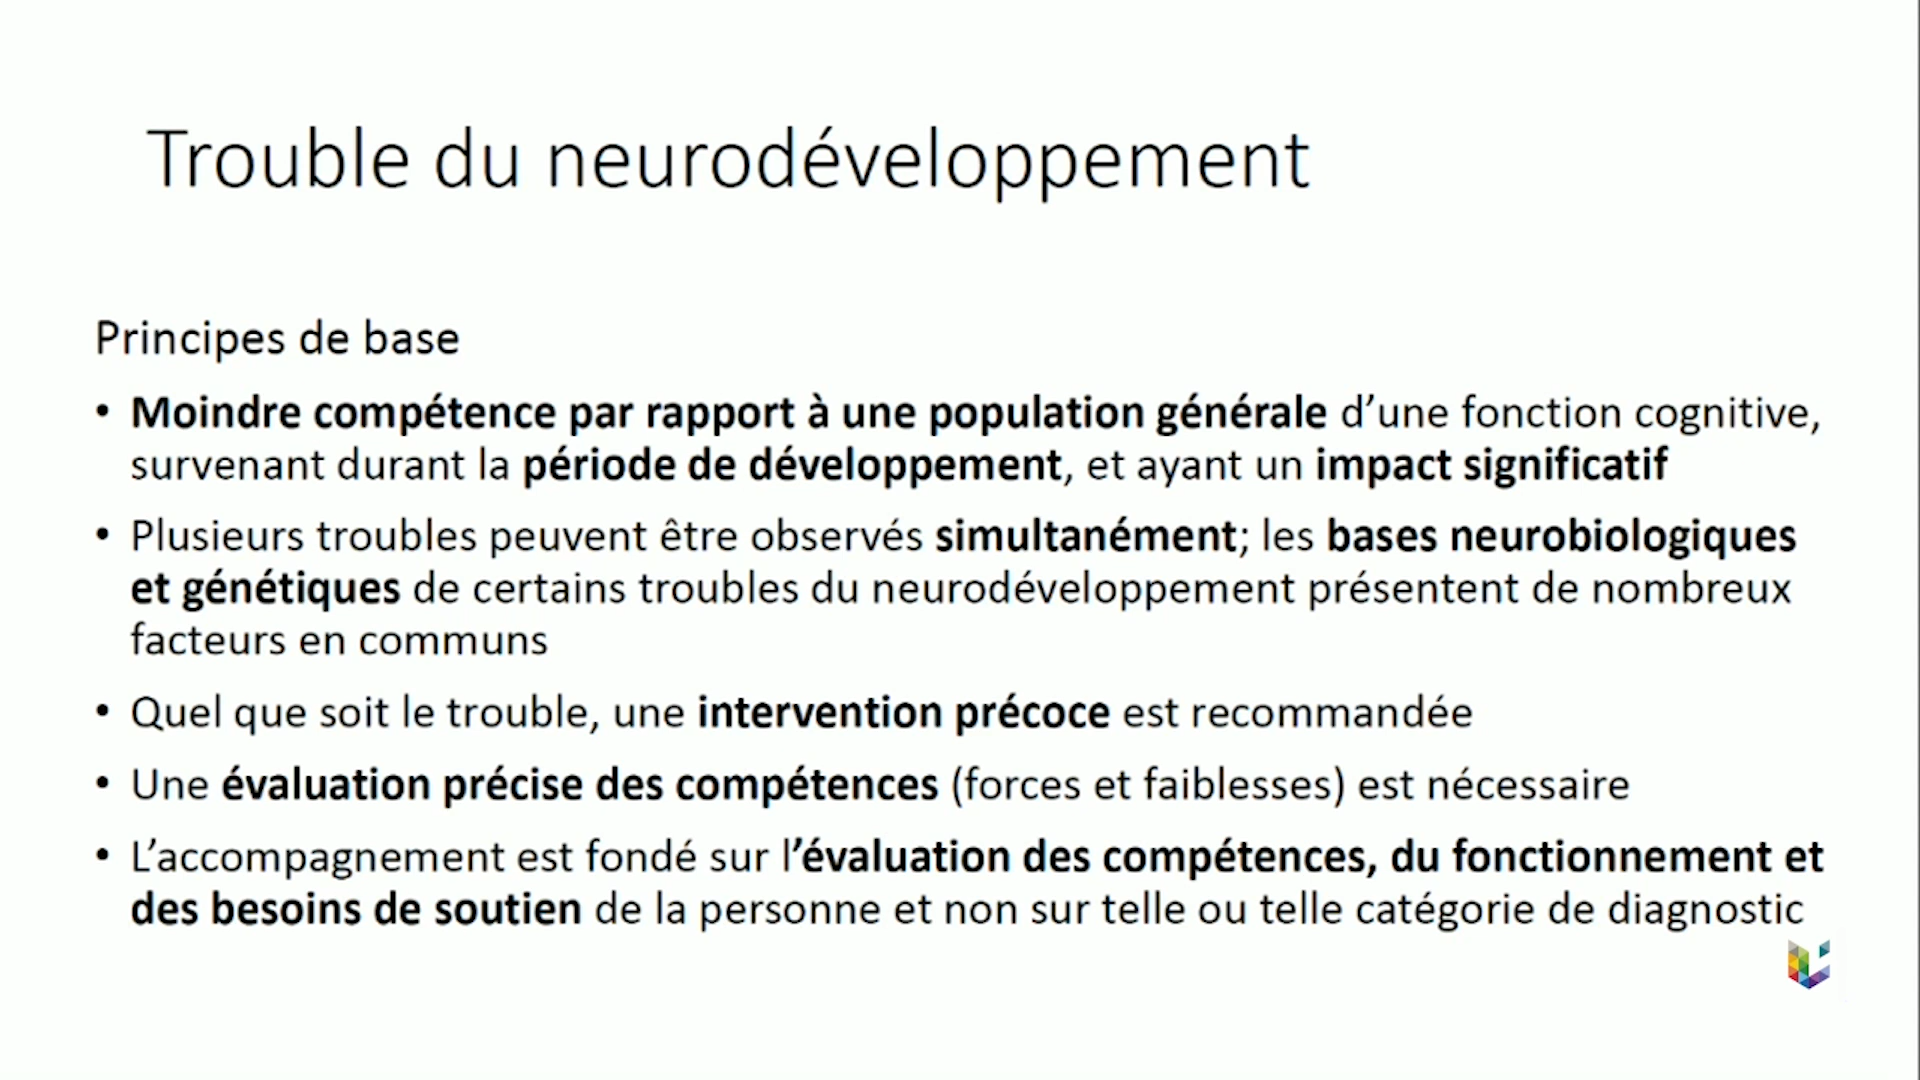 Trouble du neurodéveloppement
Principes de base
• Moindre compétence par rapport à une population générale d’une fonction cognitive,
survenant durant la période de développement, et ayant un impact significatif
• Plusieurs troubles peuvent être observés simultanément; les bases neurobiologiques
et génétiques de certains troubles du neurodéveloppement présentent de nombreux
facteurs en communs
• Quel que soit le trouble, une intervention précoce est recommandée
• Une évaluation précise des compétences (forces et faiblesses) est nécessaire
• L’accompagnement est fondé sur l’évaluation des compétences, du fonctionnement et
des besoins de soutien de la personne et non sur telle ou telle catégorie de diagnostic